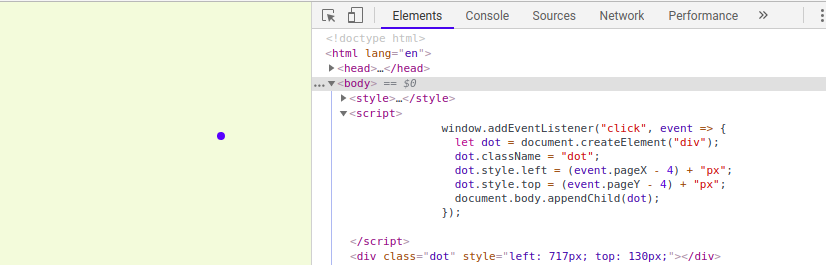 Elements Console Sources Network Performance »
<!doctype html>
<html lang="en">
<head>…</head>
<body> == $0
<style>…</style>
<script>
window.addEventListener("click", event => {
let dot = document.createElement("div");
dot.className = "dot";
dot.style.left = (event.pageX - 4) + "px";
dot.style.top = (event.pageY - 4) + "px";
document.body.appendChild(dot);
});
</script>
<div class="dot" style="left: 717px; top: 130px;"></div>